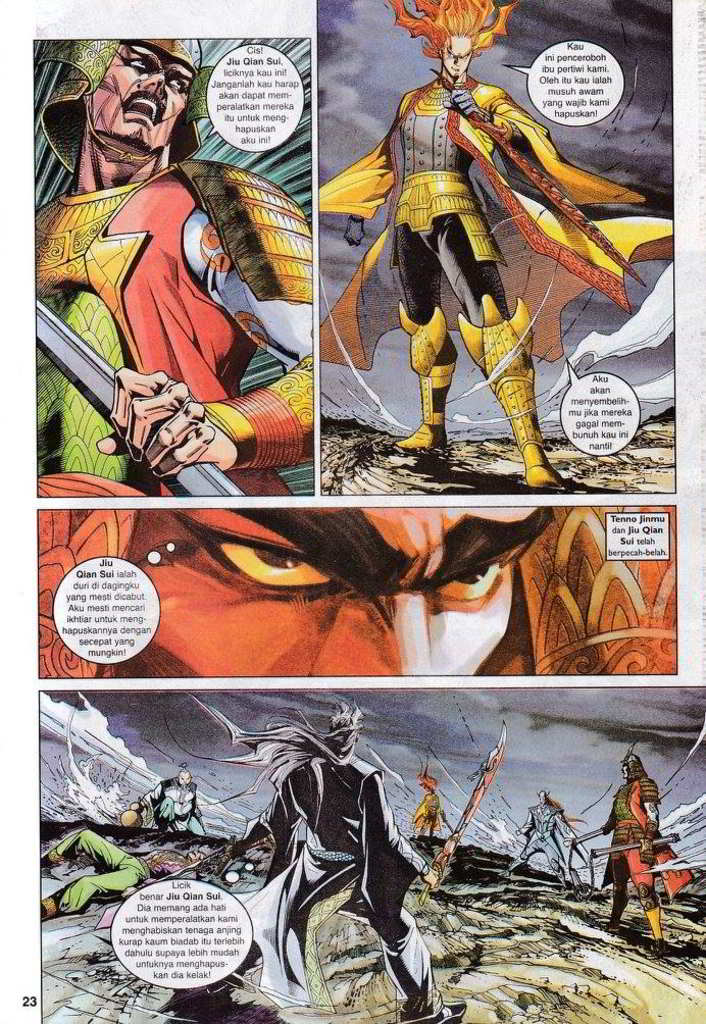 Cis!
Jiu Qian Sui,
liciknya kau ini!
Janganlah kau harap
akan dapat mem-
peralatkan mereka
itu untuk meng-
hapuskan
aku ini!
Kau
ini penceroboh
ibu pertiwi kami.
Oleh itu kau ialah
musuh awam
yang wajib kami
hapuskan!
Aku
akan
menyembelih-
mu jika mereka
gagal mem-
bunuh kau ini
nanti!
Tenno Jinmu
dan Jiu Qian
Sui telah
berpecah-belah.
Jiu
Qian Sui ialah
duri di dagingku
yang mesti dicabut.
Aku mesti mencari
ikhtiar untuk meng-
hapuskannya dengan
secepat yang
mungkin!
Licik
benar Jiu Qian Sui.
Dia memang ada hati
untuk memperalatkan kami
menghabiskan tenaga anjing
kurap kaum biadab itu terlebih
dahulu supaya lebih mudah
untuknya menghapus-
kan dia kelak!
23